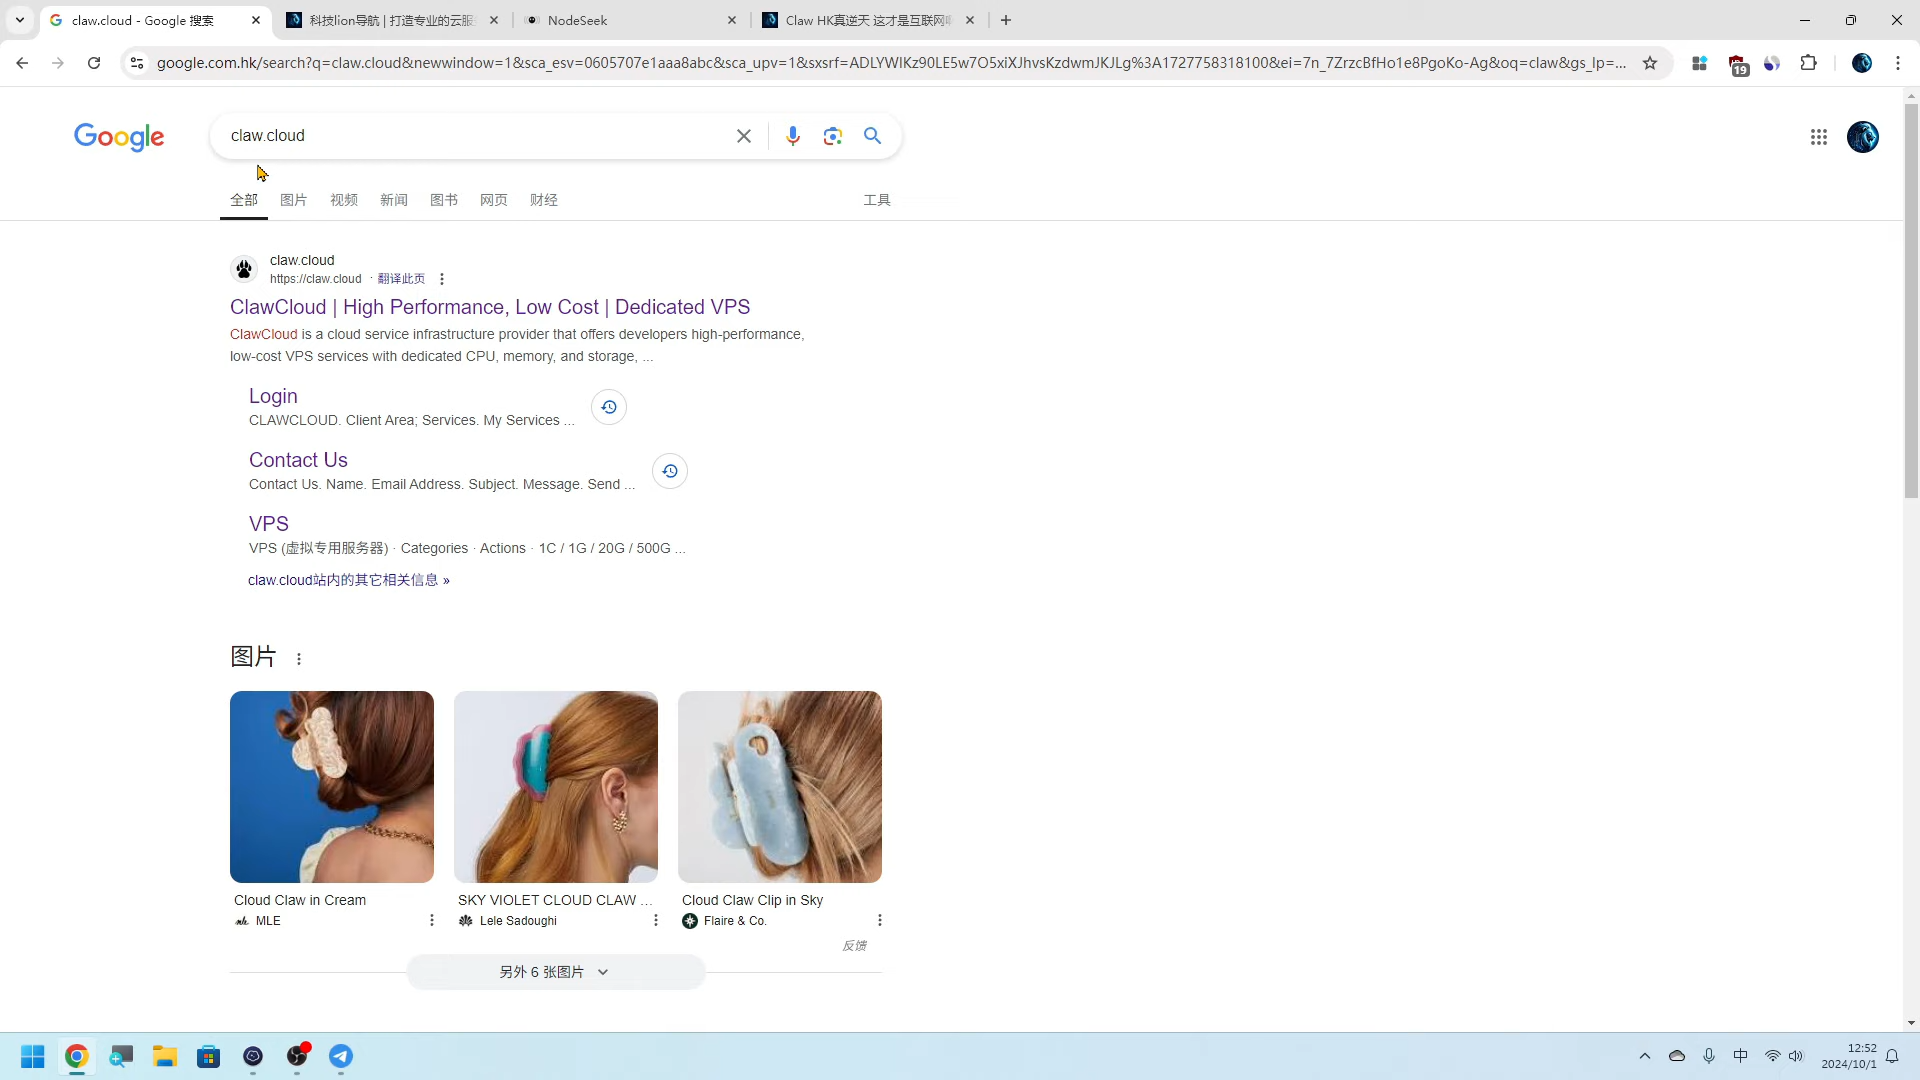 claw.cloud - Google 搜索
科技lion导航 | 打造专业的云服
NodeSeek
Claw HK真逆天 这才是互联网
google.com.hk/search?q=claw.cloud&newwindow=1&sca_esv=0605707e1aaa8abc&sca_upv=1&sxsrf=ADLYWIKz90LE5w7O5xiXJhvsKzdwmJKJLg%3A1727758318100&ei=7n_7ZrzcBfHo1e8PgoKo-Ag&oq=claw&gs_lp=...
19
Google
claw.cloud
全部
图片
视频
新闻
图书
网页
财经
工具
claw.cloud
https://claw.cloud · 翻译此页
ClawCloud | High Performance, Low Cost | Dedicated VPS
ClawCloud is a cloud service infrastructure provider that offers developers high-performance,
low-cost VPS services with dedicated CPU, memory, and storage, ...
Login
CLAWCLOUD. Client Area; Services. My Services ...
Contact Us
Contact Us. Name. Email Address. Subject. Message. Send ...
VPS
VPS (虚拟专用服务器) · Categories · Actions · 1C / 1G / 20G / 500G ...
claw.cloud站内的其它相关信息 »
图片
Cloud Claw in Cream
MLE
SKY VIOLET CLOUD CLAW ...
Lele Sadoughi
Cloud Claw Clip in Sky
Flaire & Co.
反馈
另外 6 张图片
中
12:52
2024/10/1